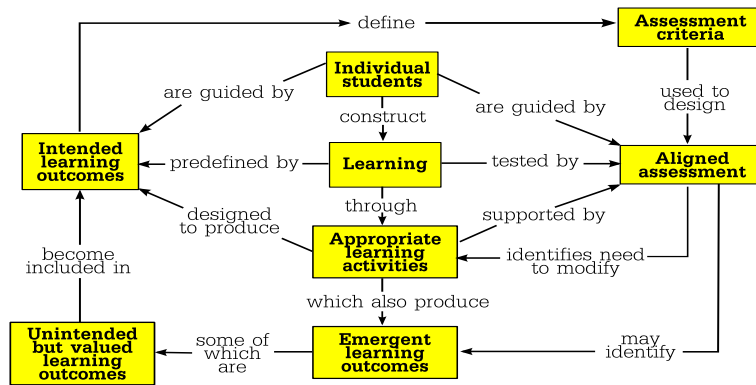 define
Assessment
criteria
Individual
students
are guided by
are guided by
used to
design
construct
Intended
learning
outcomes
predefined by
Learning
tested by
Aligned
assessment
designed
to produce
through
supported by
become
included in
Appropriate
learning
activities
identifies need
to modify
which also produce
Unintended
but valued
learning
outcomes
some of
which
are
Emergent
learning
outcomes
may
identify